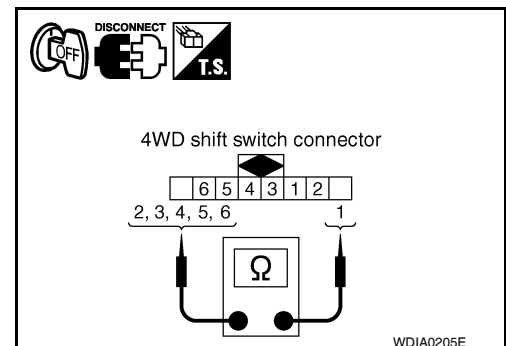 OFF
DISCONNECT
T.S.
4WD shift switch connector
6 5 4 3 1 2
2, 3, 4, 5, 6 1
Ω
WDIA0205E